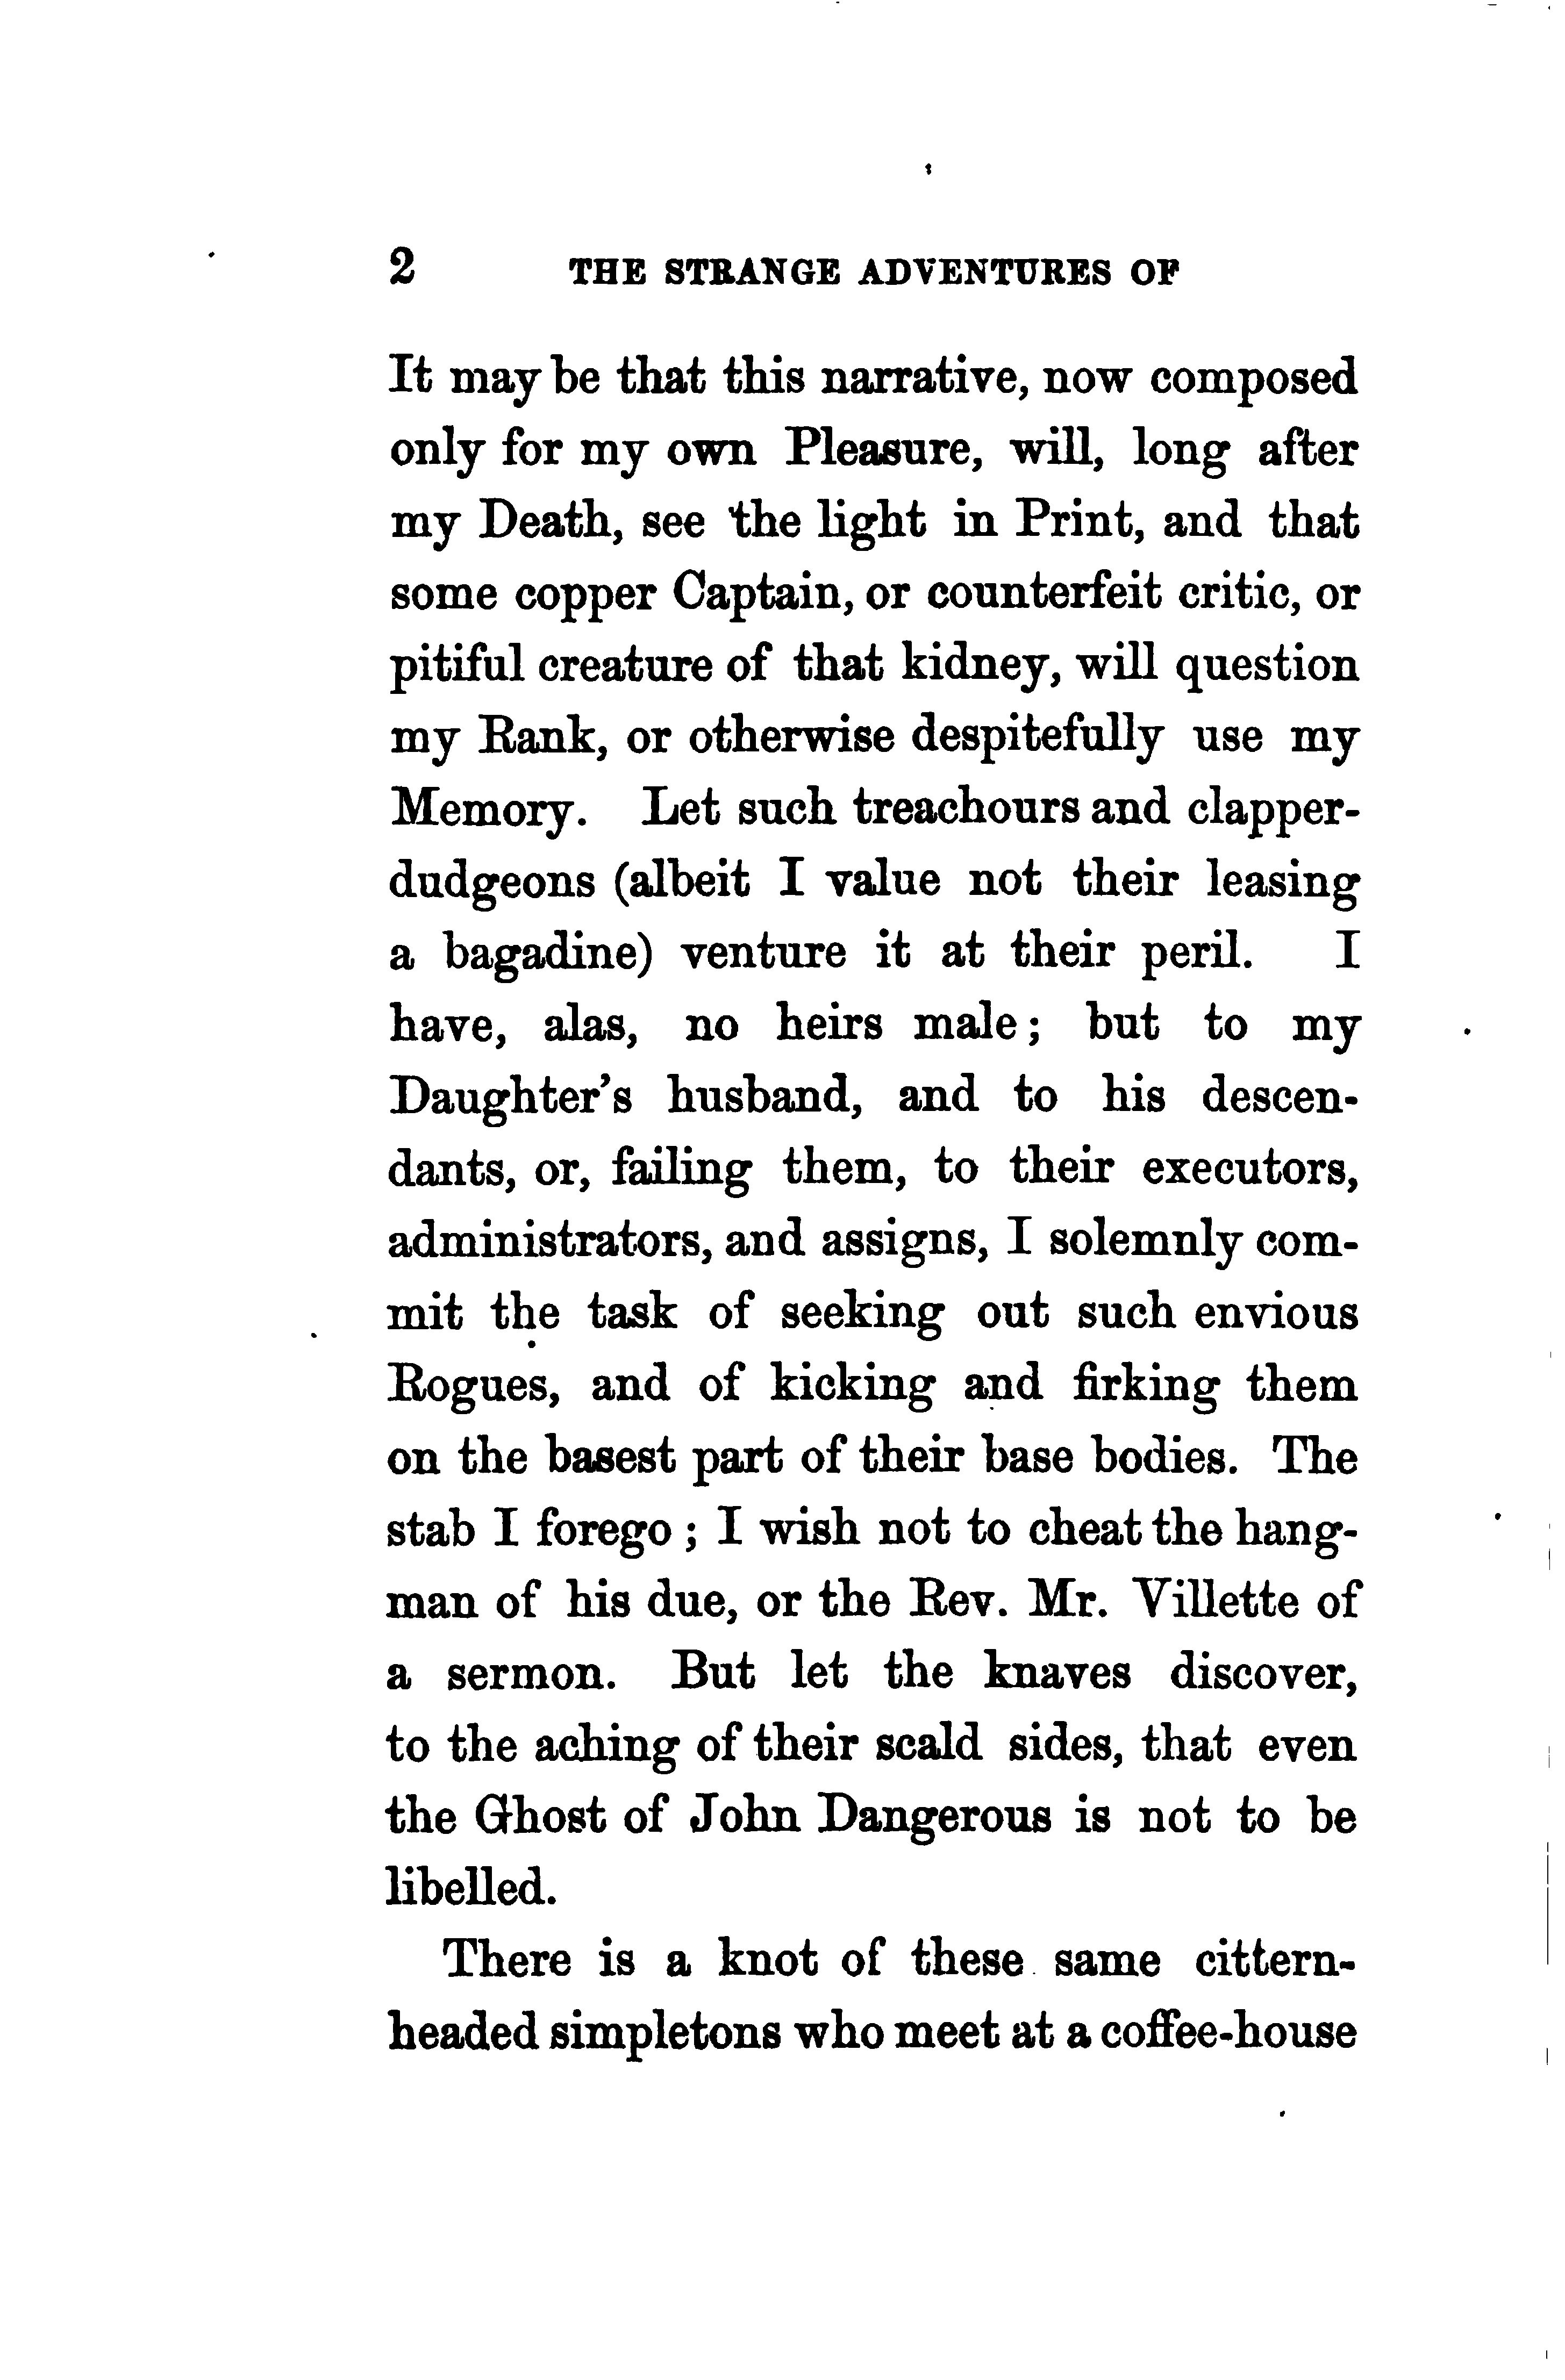 2 THE STRANGE ADVENTURES OF
It may be that this narrative, now composed
only for my own Pleasure, will, long after
my Death, see the light in Print, and that
some copper Captain, or counterfeit critic, or
pitiful creature of that kidney, will question
my Rank, or otherwise despitefully use my
Memory. Let such treachours and clapper-
dudgeons (albeit I value not their leasing
a bagadine) venture it at their peril. I
have, alas, no heirs male; but to my
Daughter's husband, and to his descen-
dants, or, failing them, to their executors,
administrators, and assigns, I solemnly com-
mit the task of seeking out such envious
Rogues, and of kicking and firking them
on the basest part of their base bodies. The
stab I forego; I wish not to cheat the hang-
man of his due, or the Rev. Mr. Villette of
a sermon. But let the knaves discover,
to the aching of their scald sides, that even
the Ghost of John Dangerous is not to be
libelled.
There is a knot of these same cittern-
headed simpletons who meet at a coffee-house